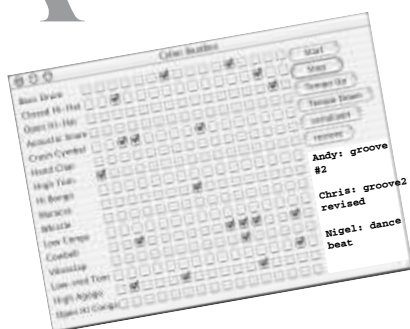 Cyber BeatBox
Bass Drum
Closed Hi-Hat
Open Hi-Hat
Acoustic Snare
Crash Cymbal
Hand Clap
High Tom
Hi Bongo
Maracas
Whistle
Low Conga
Cowbell
Vibraslap
Low-mid Tom
High Agogo
Open Hi Conga
Start
Stop
Tempo Up
Tempo Down
sendIt
Andy: groove
#2
Chris: groove2
revised
Nigel: dance
beat